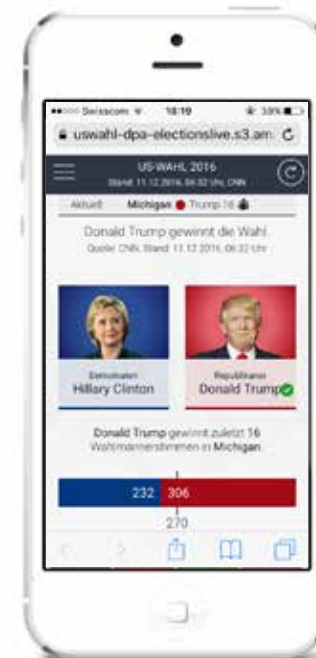 Swisscom 18:19 39%
uswahl-dpa-electionslive.s3.am
US-WAHL 2016
Stand: 11.12.2016, 06:32 Uhr, CNN
Aktuell: Michigan Trump 16
Donald Trump gewinnt die Wahl.
Quelle: CNN, Stand: 11.12.2016, 06:32 Uhr
Demokraten
Hillary Clinton
Republikaner
Donald Trump
Donald Trump gewinnt zuletzt 16
Wahlmännerstimmen in Michigan.
232 306
270